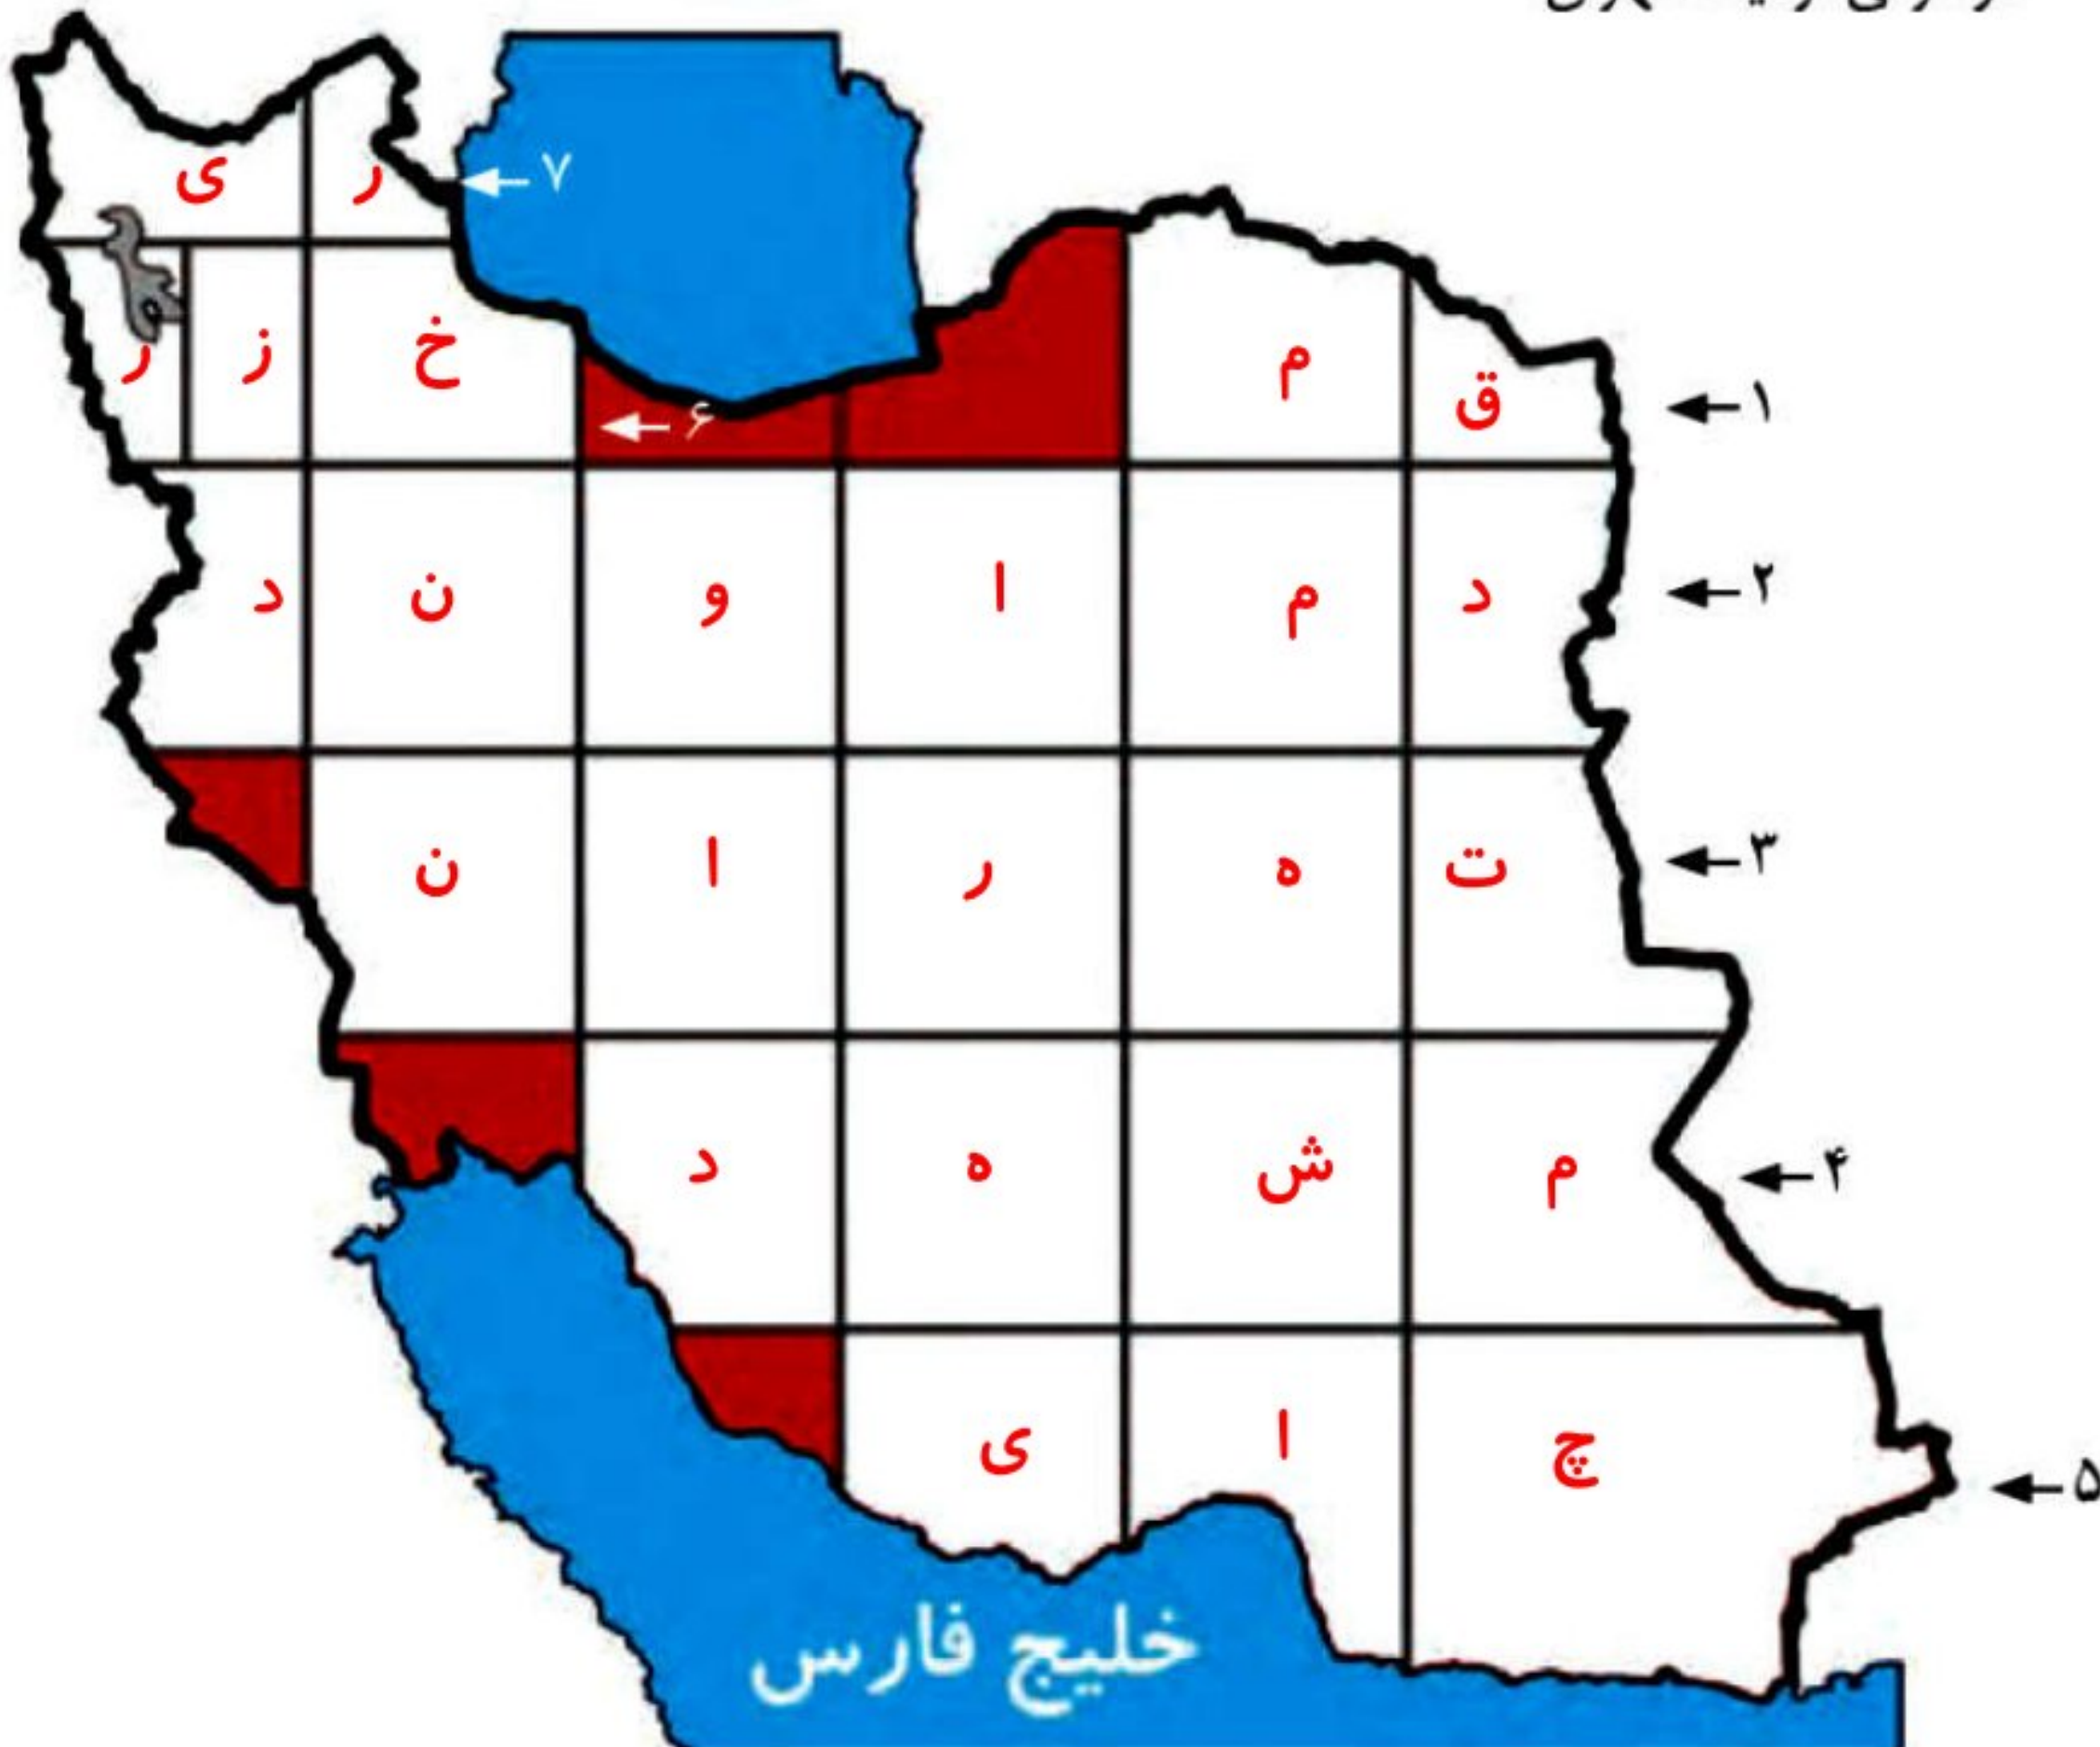 ۷
ی ر
ق م خ ز ر
۱
۶
د م ا و ن د
۲
ت ه ر ا ن
۳
م ش ه د
۴
چ ا ی
۵
خلیج فارس